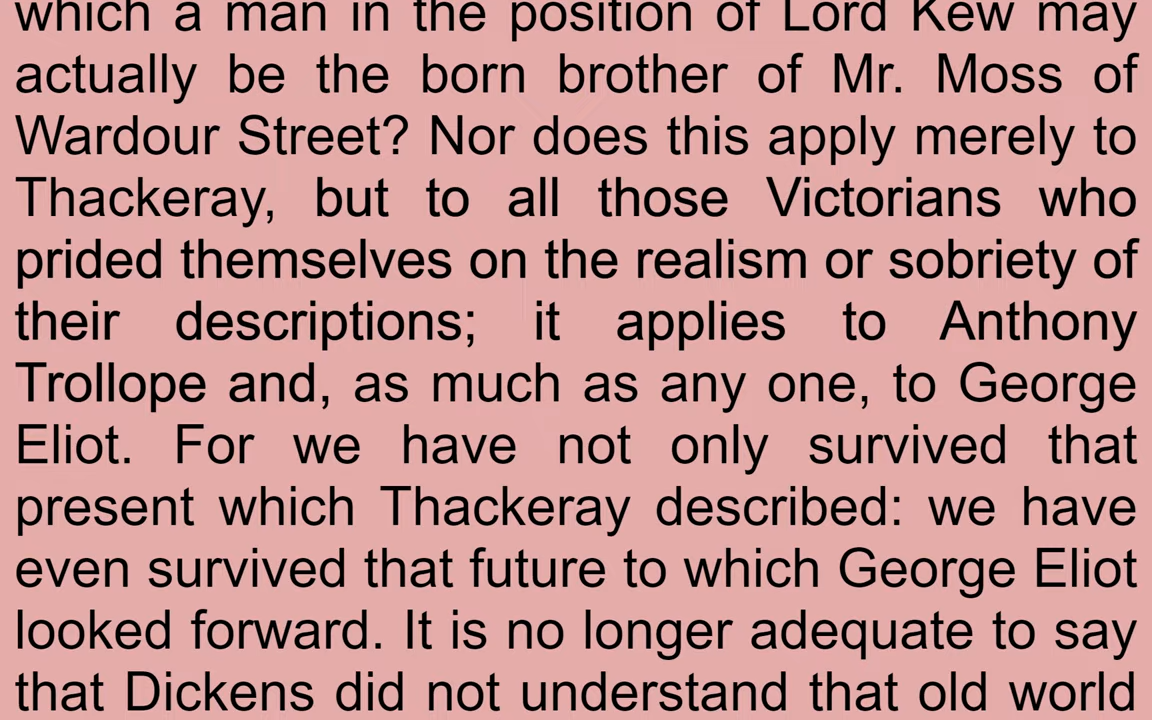 which a man in the position of Lord Kew may
actually be the born brother of Mr. Moss of
Wardour Street? Nor does this apply merely to
Thackeray, but to all those Victorians who
prided themselves on the realism or sobriety of
their descriptions; it applies to Anthony
Trollope and, as much as any one, to George
Eliot. For we have not only survived that
present which Thackeray described: we have
even survived that future to which George Eliot
looked forward. It is no longer adequate to say
that Dickens did not understand that old world